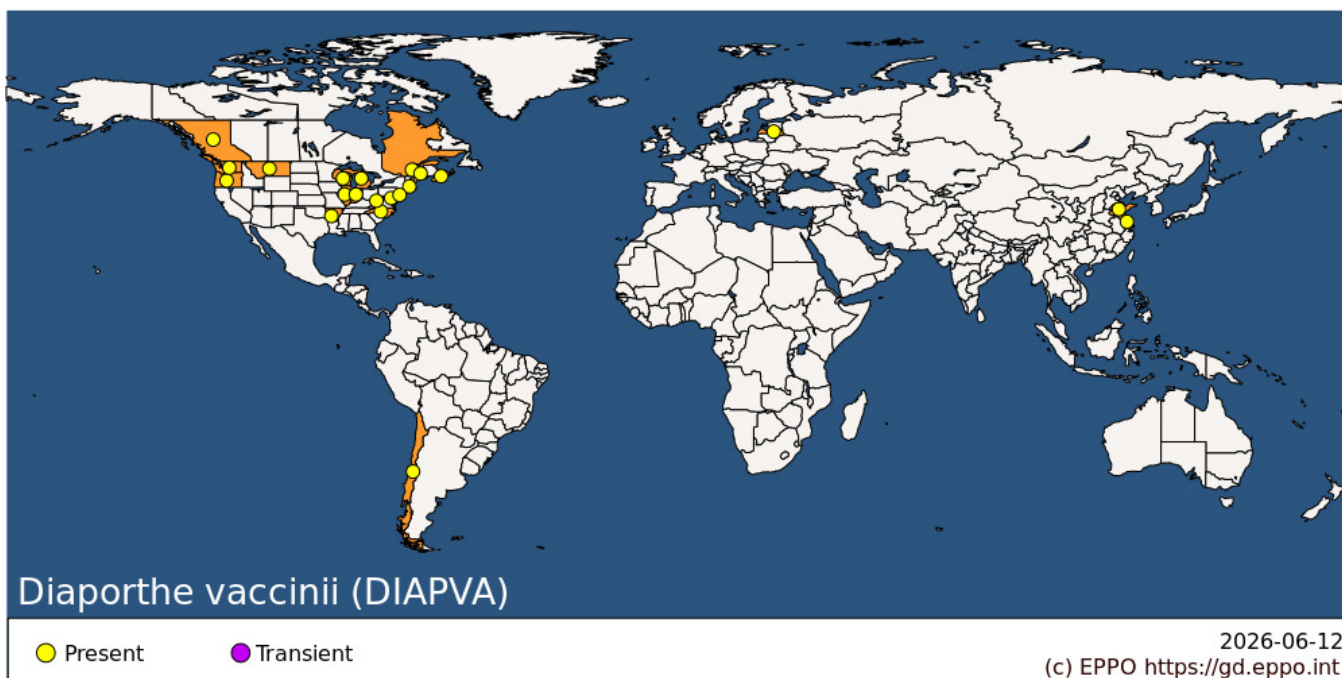 Diaporthe vaccinii (DIAPVA)
Present
Transient
2026-06-12
(c) EPPO https://gd.eppo.int